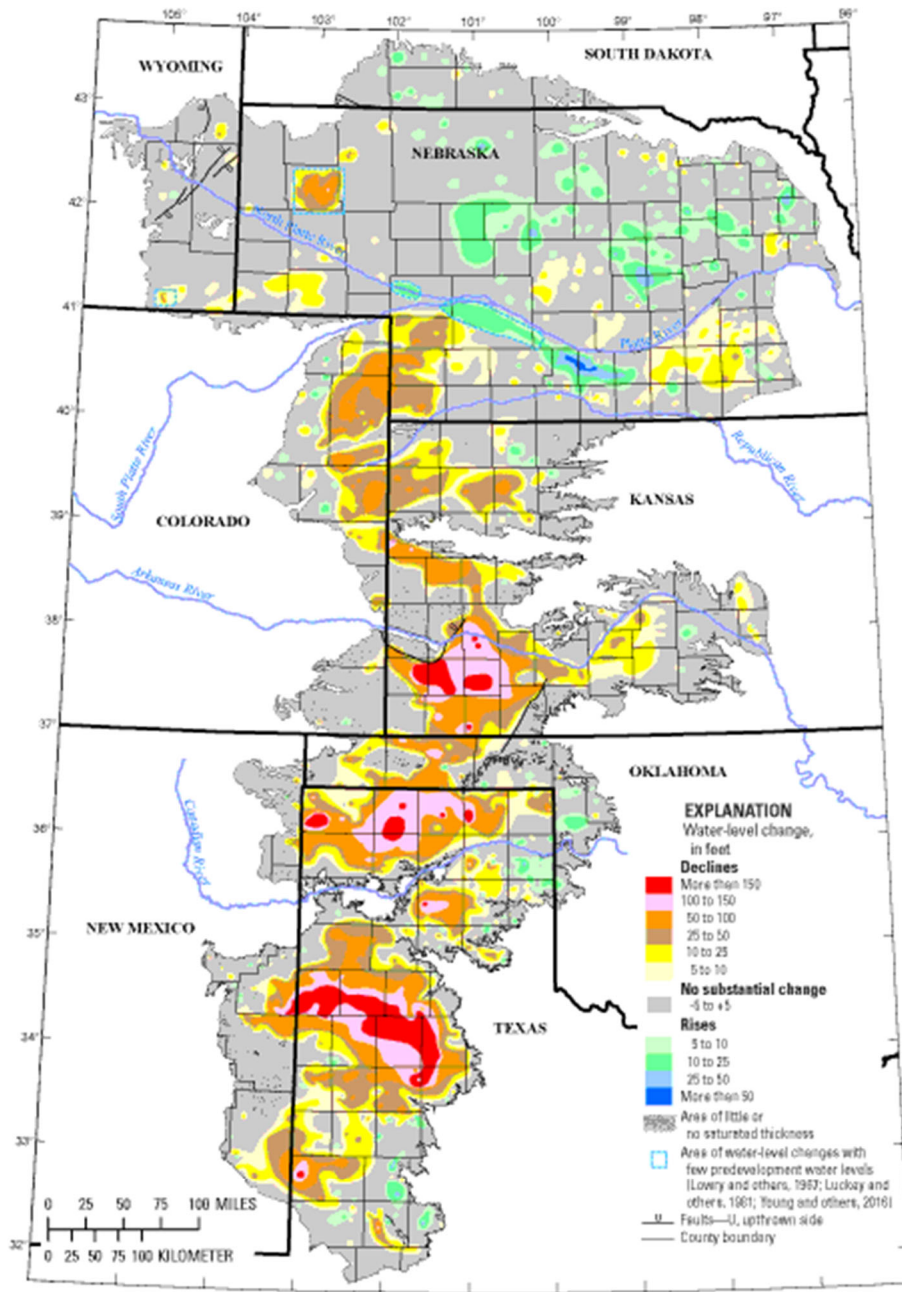 106° 105° 104° 103° 102° 101° 100° 99° 98° 97° 96°
SOUTH DAKOTA
WYOMING
43°
NEBRASKA
42°
North Platte River
41°
Platte River
40°
South Platte River
Republican River
KANSAS
39°
COLORADO
Arkansas River
38°
37°
OKLAHOMA
Canadian River
36°
EXPLANATION
Water-level change,
in feet
Declines
More than 150
100 to 150
50 to 100
25 to 50
10 to 25
5 to 10
No substantial change
-5 to +5
Rises
5 to 10
10 to 25
25 to 50
More than 50
Area of little or
no saturated thickness
Area of water-level changes with
few predevelopment water levels
(Lowry and others, 1967; Luckey and
others, 1981; Young and others, 2016)
U Faults—U, upthrown side
County boundary
NEW MEXICO
35°
TEXAS
34°
33°
0 25 50 75 100 MILES
0 25 50 75 100 KILOMETER
32°